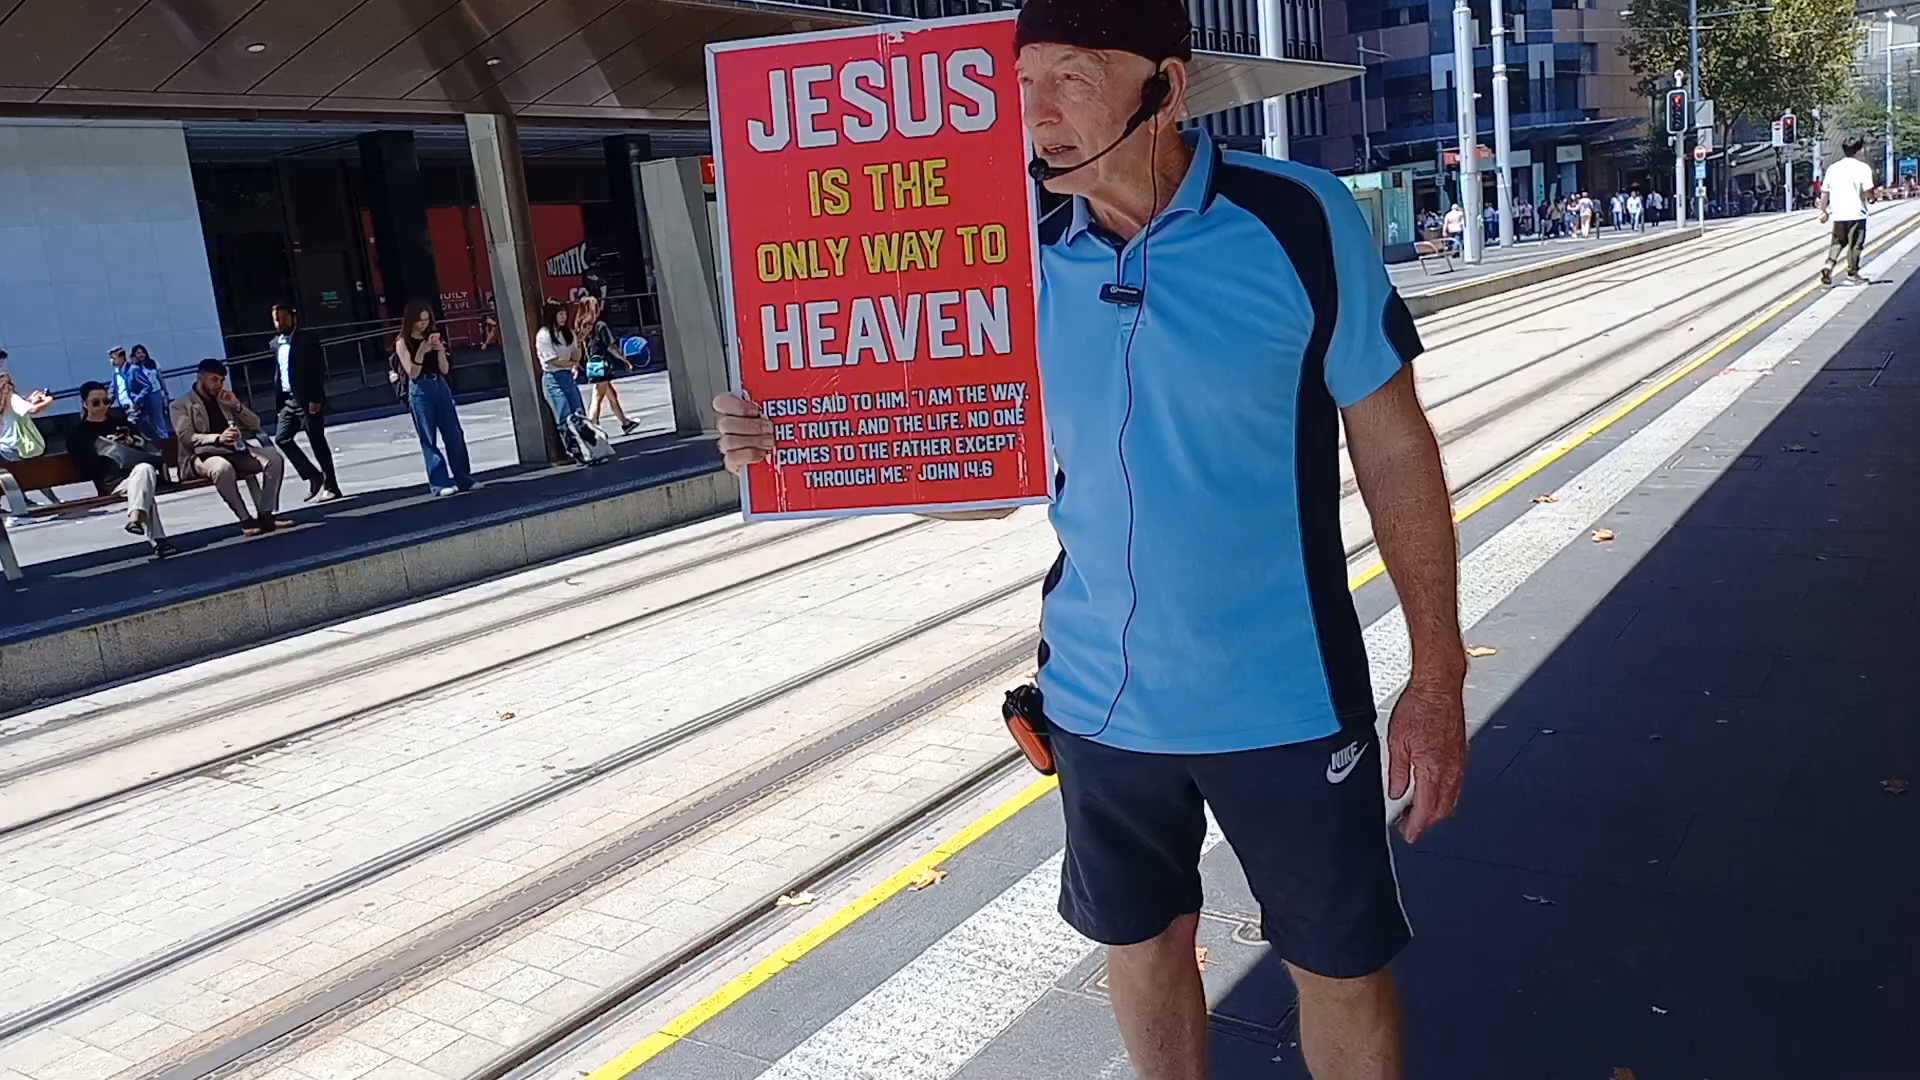 JESUS
IS THE
ONLY WAY TO
HEAVEN
JESUS SAID TO HIM, "I AM THE WAY,
HE TRUTH, AND THE LIFE. NO ONE
COMES TO THE FATHER EXCEPT
THROUGH ME." JOHN 14:6
NIKE